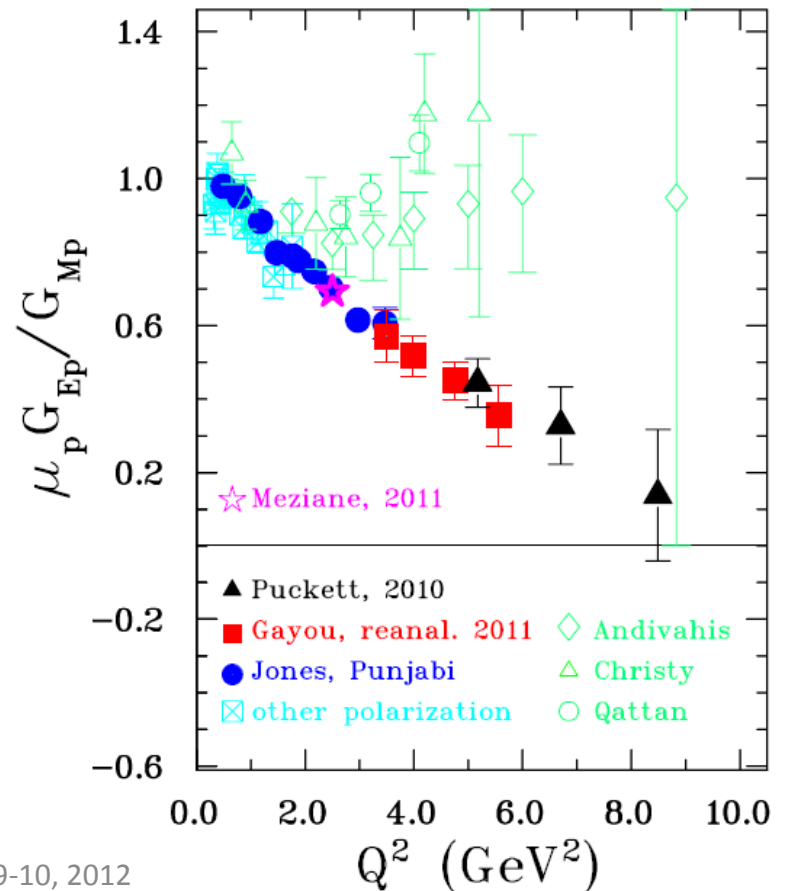 1.4
1.0
0.6
0.2
−0.2
−0.6
μp GEp/GMp
☆ Meziane, 2011
▲ Puckett, 2010
■ Gayou, reanal. 2011
● Jones, Punjabi
other polarization
◇ Andivahis
△ Christy
○ Qattan
0.0 2.0 4.0 6.0 8.0 10.0
Q² (GeV²)
9-10, 2012